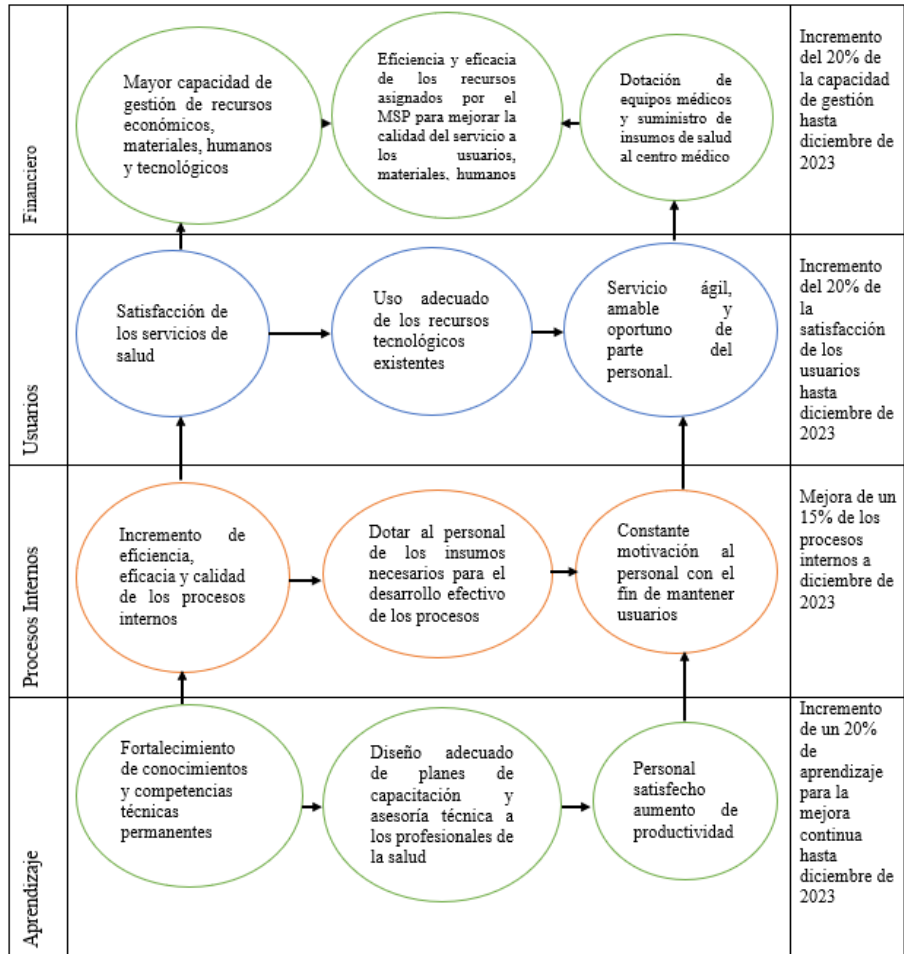 Financiero
Mayor capacidad de
gestión de recursos
económicos,
materiales, humanos
y tecnológicos
Eficiencia y eficacia
de los recursos
asignados por el
MSP para mejorar la
calidad del servicio a
los usuarios,
materiales, humanos
Dotación de
equipos médicos
y suministro de
insumos de salud
al centro médico
Incremento
del 20% de
la capacidad
de gestión
hasta
diciembre de
2023
Usuarios
Satisfacción de
los servicios de
salud
Uso adecuado
de los recursos
tecnológicos
existentes
Servicio ágil,
amable y
oportuno de
parte del
personal.
Incremento
del 20% de
la
satisfacción
de los
usuarios
hasta
diciembre de
2023
Procesos Internos
Incremento de
eficiencia,
eficacia y calidad
de los procesos
internos
Dotar al personal
de los insumos
necesarios para el
desarrollo efectivo
de los procesos
Constante
motivación al
personal con el
fin de mantener
usuarios
Mejora de un
15% de los
procesos
internos a
diciembre de
2023
Aprendizaje
Fortalecimiento
de conocimientos
y competencias
técnicas
permanentes
Diseño adecuado
de planes de
capacitación y
asesoría técnica a
los profesionales de
la salud
Personal
satisfecho
aumento de
productividad
Incremento
de un 20%
de
aprendizaje
para la
mejora
continua
hasta
diciembre de
2023